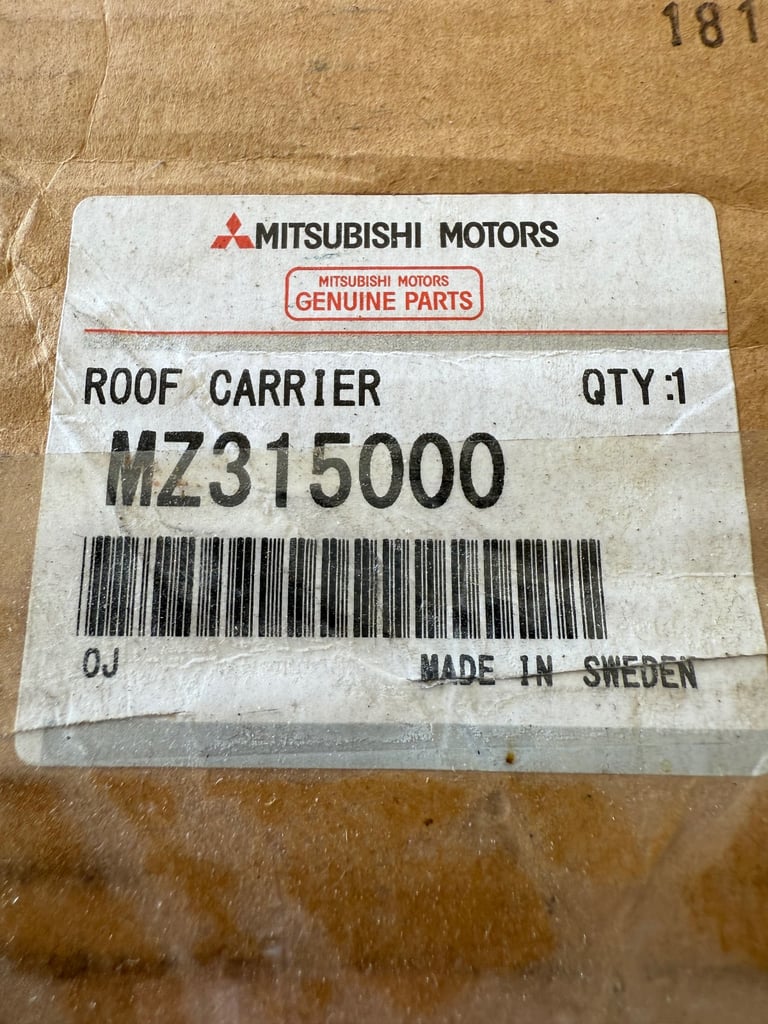 181
MITSUBISHI MOTORS
MITSUBISHI MOTORS
GENUINE PARTS
ROOF CARRIER QTY:1
MZ315000
OJ MADE IN SWEDEN